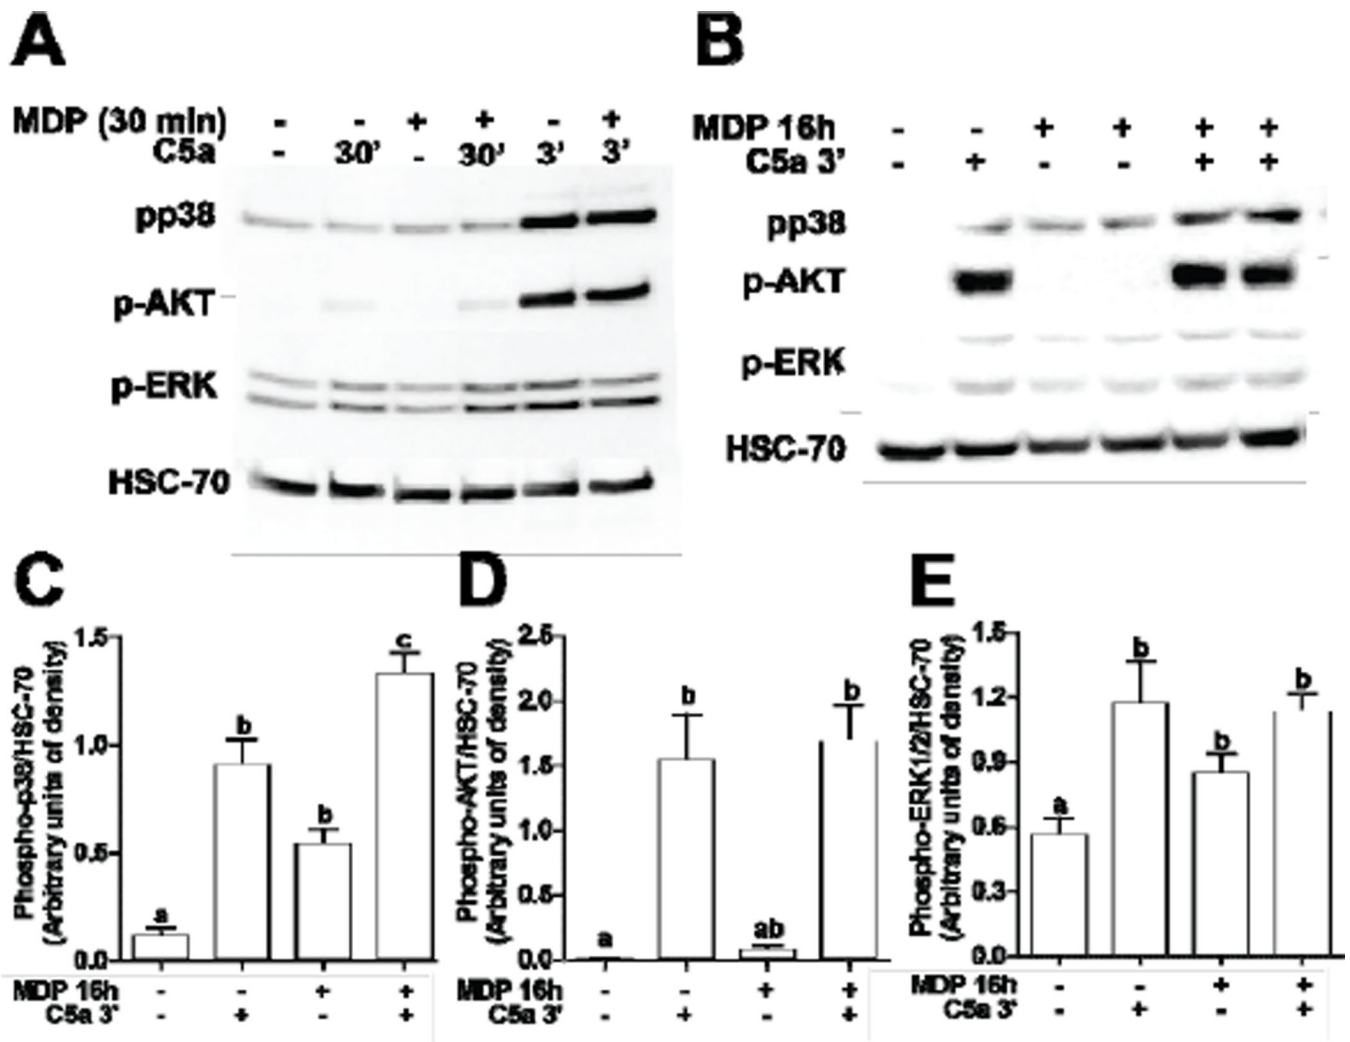 A
MDP (30 min) - - + + - +
C5a - 30' - 30' 3' 3'
pp38
p-AKT
p-ERK
HSC-70
B
MDP 16h - - + + + +
C5a 3' - + - - + +
pp38
p-AKT
p-ERK
HSC-70
C
Phospho-p38/HSC-70
(Arbitrary units of density)
1.5
1.0
0.5
0.0
a b b c
MDP 16h - - + +
C5a 3' - + - +
D
Phospho-AKT/HSC-70
(Arbitrary units of density)
2.5
2.0
1.5
1.0
0.5
0.0
a b ab b
MDP 16h - - + +
C5a 3' - + - +
E
Phospho-ERK1/2/HSC-70
(Arbitrary units of density)
1.5
1.2
0.9
0.6
0.3
0.0
a b b b
MDP 16h - - + +
C5a 3' - + - +